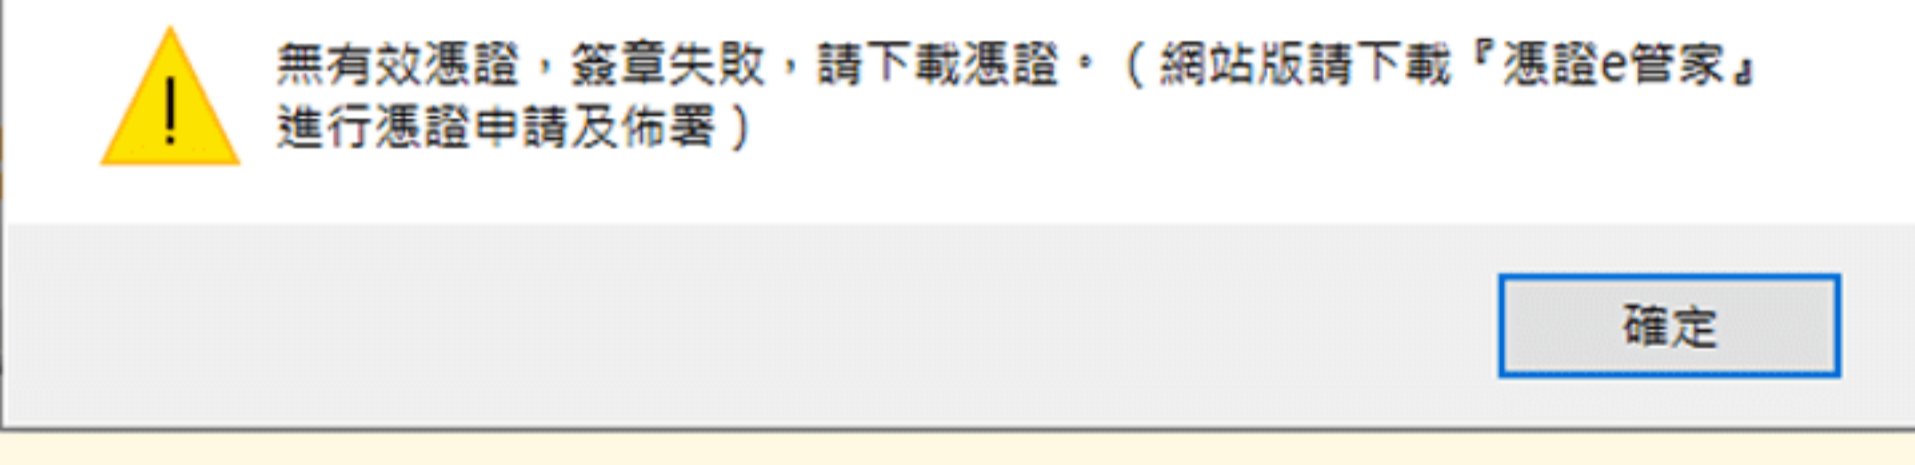 無有效憑證，簽章失敗，請下載憑證。（網站版請下載『憑證e管家』
進行憑證申請及佈署）
確定